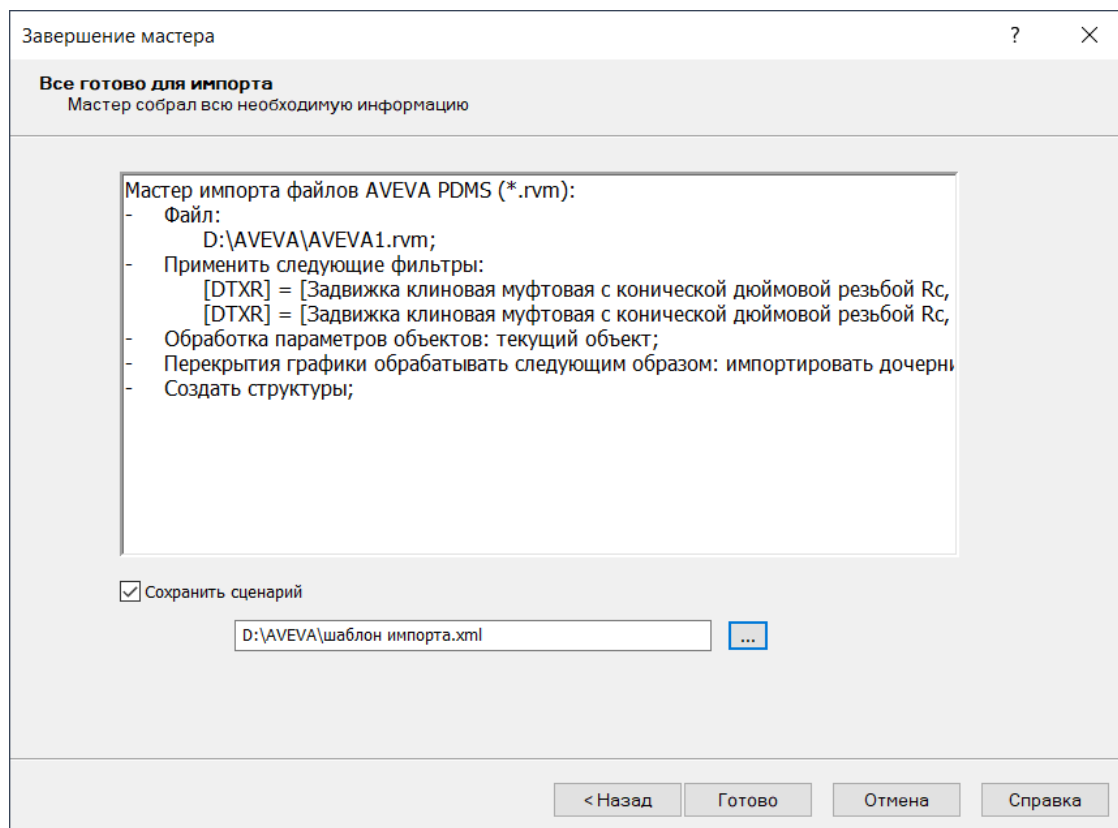 Завершение мастера ?
Все готово для импорта
Мастер собрал всю необходимую информацию
Мастер импорта файлов AVEVA PDMS (*.rvm):
- Файл:
D:\AVEVA\AVEVA1.rvm;
- Применить следующие фильтры:
[DTXR] = [Задвижка клиновая муфтовая с конической дюймовой резьбой Rc,
[DTXR] = [Задвижка клиновая муфтовая с конической дюймовой резьбой Rc,
- Обработка параметров объектов: текущий объект;
- Перекрытия графики обрабатывать следующим образом: импортировать дочерни
- Создать структуры;
Сохранить сценарий
D:\AVEVA\шаблон импорта.xml ...
< Назад Готово Отмена Справка